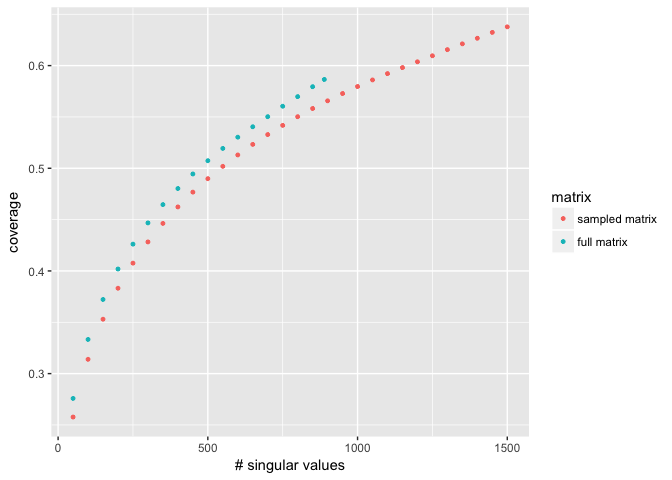 0.6
0.5
0.4
0.3
coverage
0
500
1000
1500
# singular values
matrix
sampled matrix
full matrix